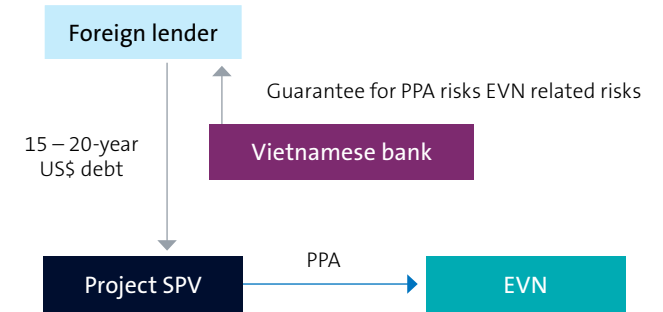 Foreign lender
Guarantee for PPA risks EVN related risks
15 – 20-year
US$ debt
Vietnamese bank
PPA
Project SPV
EVN